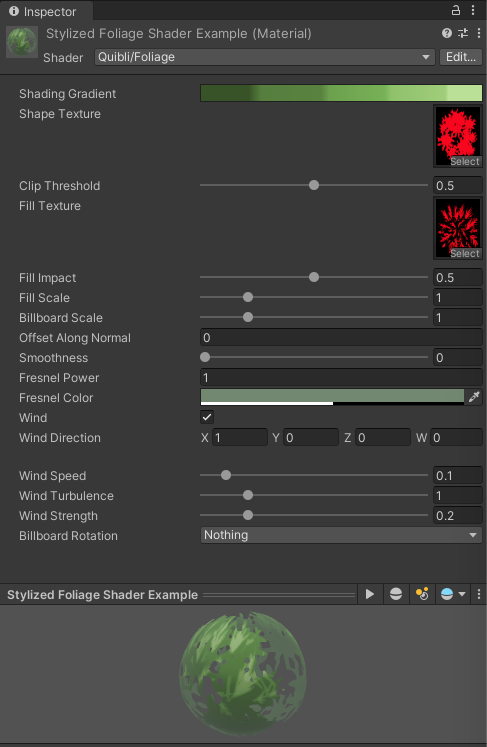 Inspector
Stylized Foliage Shader Example (Material)
Shader Quibli/Foliage Edit...
Shading Gradient
Shape Texture
Select
Clip Threshold 0.5
Fill Texture
Select
Fill Impact 0.5
Fill Scale 1
Billboard Scale 1
Offset Along Normal 0
Smoothness 0
Fresnel Power 1
Fresnel Color
Wind
Wind Direction X 1 Y 0 Z 0 W 0
Wind Speed 0.1
Wind Turbulence 1
Wind Strength 0.2
Billboard Rotation Nothing
Stylized Foliage Shader Example